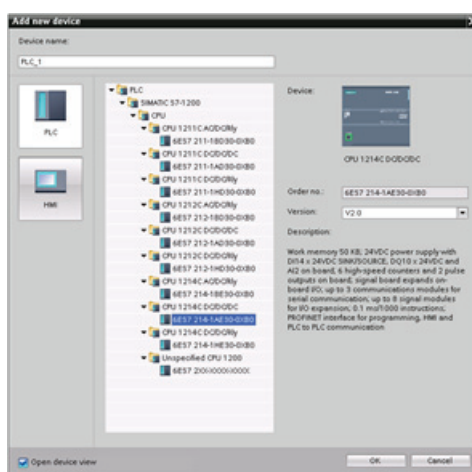 Add new device
Device name:
PLC_1
PLC
HMI
PLC
SIMATIC S7-1200
CPU
CPU 1211C AC/DC/Rly
6ES7 211-1BD30-0XB0
CPU 1211C DC/DC/DC
6ES7 211-1AD30-0XB0
CPU 1211C DC/DC/Rly
6ES7 211-1HD30-0XB0
CPU 1212C AC/DC/Rly
6ES7 212-1BD30-0XB0
CPU 1212C DC/DC/DC
6ES7 212-1AD30-0XB0
CPU 1212C DC/DC/Rly
6ES7 212-1HD30-0XB0
CPU 1214C AC/DC/Rly
6ES7 214-1BE30-0XB0
CPU 1214C DC/DC/DC
6ES7 214-1AE30-0XB0
CPU 1214C DC/DC/Rly
6ES7 214-1HE30-0XB0
Unspecified CPU 1200
6ES7 2XX-XXXXX-XXXX
Device:
CPU 1214C DC/DC/DC
Order no.:
6ES7 214-1AE30-0XB0
Version:
V2.0
Description:
Work memory 50 KB; 24VDC power supply with
DI14 x 24VDC SINK/SOURCE, DQ10 x 24VDC and
AI2 on board; 6 high-speed counters and 2 pulse
outputs on board; signal board expands on-
board I/O; up to 3 communications modules for
serial communication; up to 8 signal modules
for I/O expansion; 0.1 ms/1000 instructions;
PROFINET interface for programming, HMI and
PLC to PLC communication
Open device view
OK
Cancel